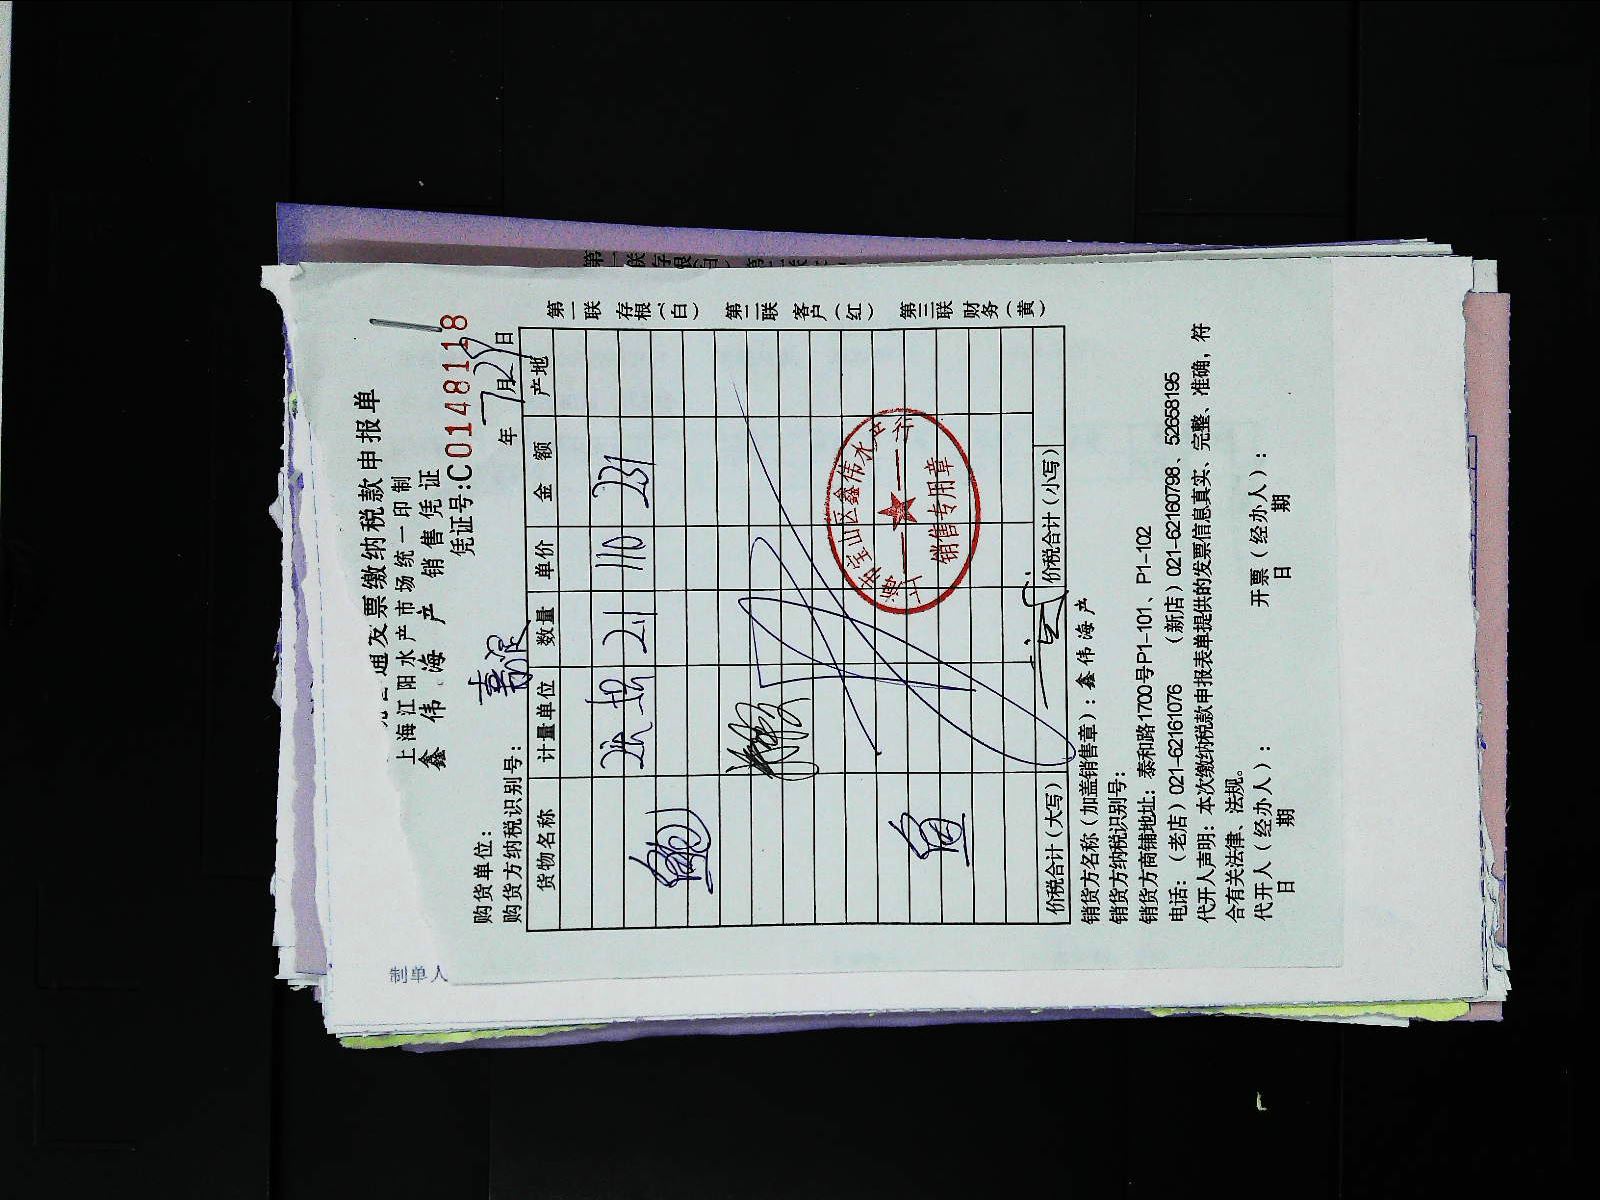 通发票缴纳税款申报单
上海江阳水产市场统一印制
鑫伟海产 销售凭证
凭证号:C0148118
购货单位:
年7月29日
购货方纳税识别号:
货物名称 计量单位 数量 单价 金额 产地
21 110 231
价税合计(大写) 价税合计(小写)
第一联 存根(白) 第二联 客户(红) 第三联 财务(黄)
上海市宝山区鑫伟水产行
销售专用章
销货方名称(加盖销售章):鑫伟海产
销货方纳税识别号:
销货方商铺地址:泰和路1700号P1-101、P1-102
电话:(老店)021-62161076 (新店)021-62160798、52658195
代开人声明:本次缴纳税款申报表单提供的发票信息真实、完整、准确,符
合有关法律、法规。
代开人(经办人): 开票(经办人):
日期 日期
制单人